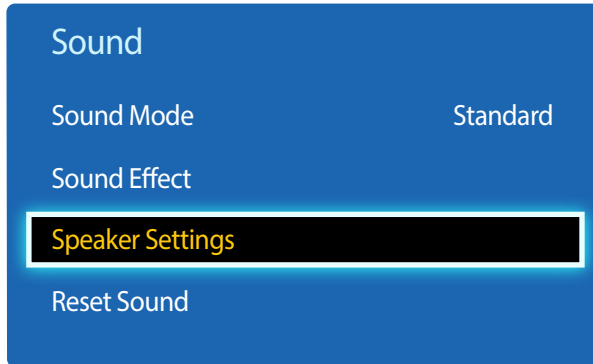 Sound
Sound Mode Standard
Sound Effect
Speaker Settings
Reset Sound